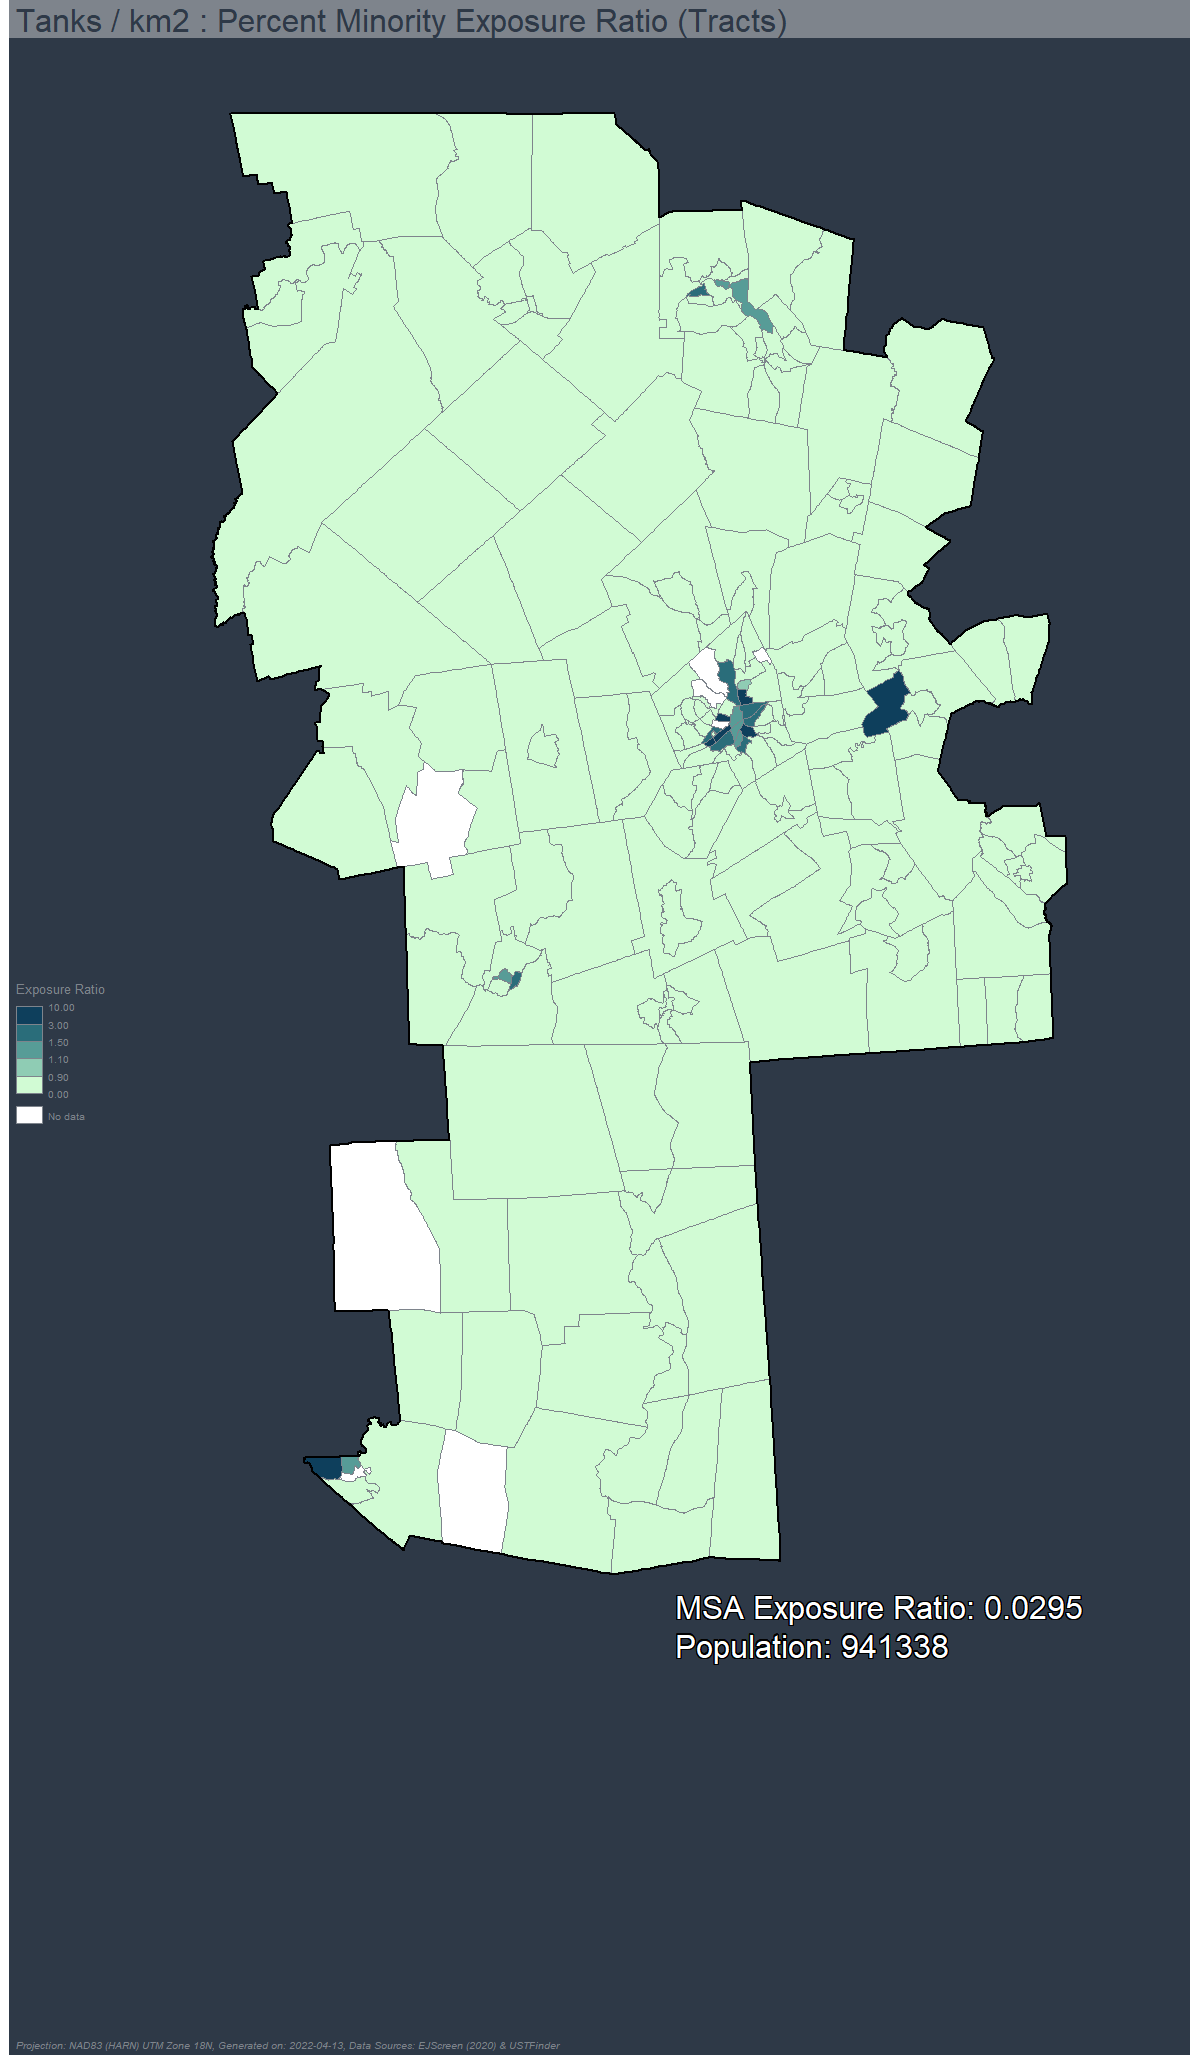 Tanks / km2 : Percent Minority Exposure Ratio (Tracts)
Exposure Ratio
10.00
3.00
1.50
1.10
0.90
0.00
No data
MSA Exposure Ratio: 0.0295
Population: 941338
Projection: NAD83 (HARN) UTM Zone 18N, Generated on: 2022-04-13, Data Sources: EJScreen (2020) & USTFinder